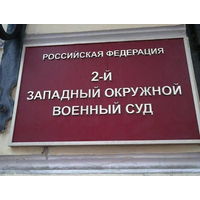 РОССИЙСКАЯ ФЕДЕРАЦИЯ
2-Й
ЗАПАДНЫЙ ОКРУЖНОЙ
ВОЕННЫЙ СУД